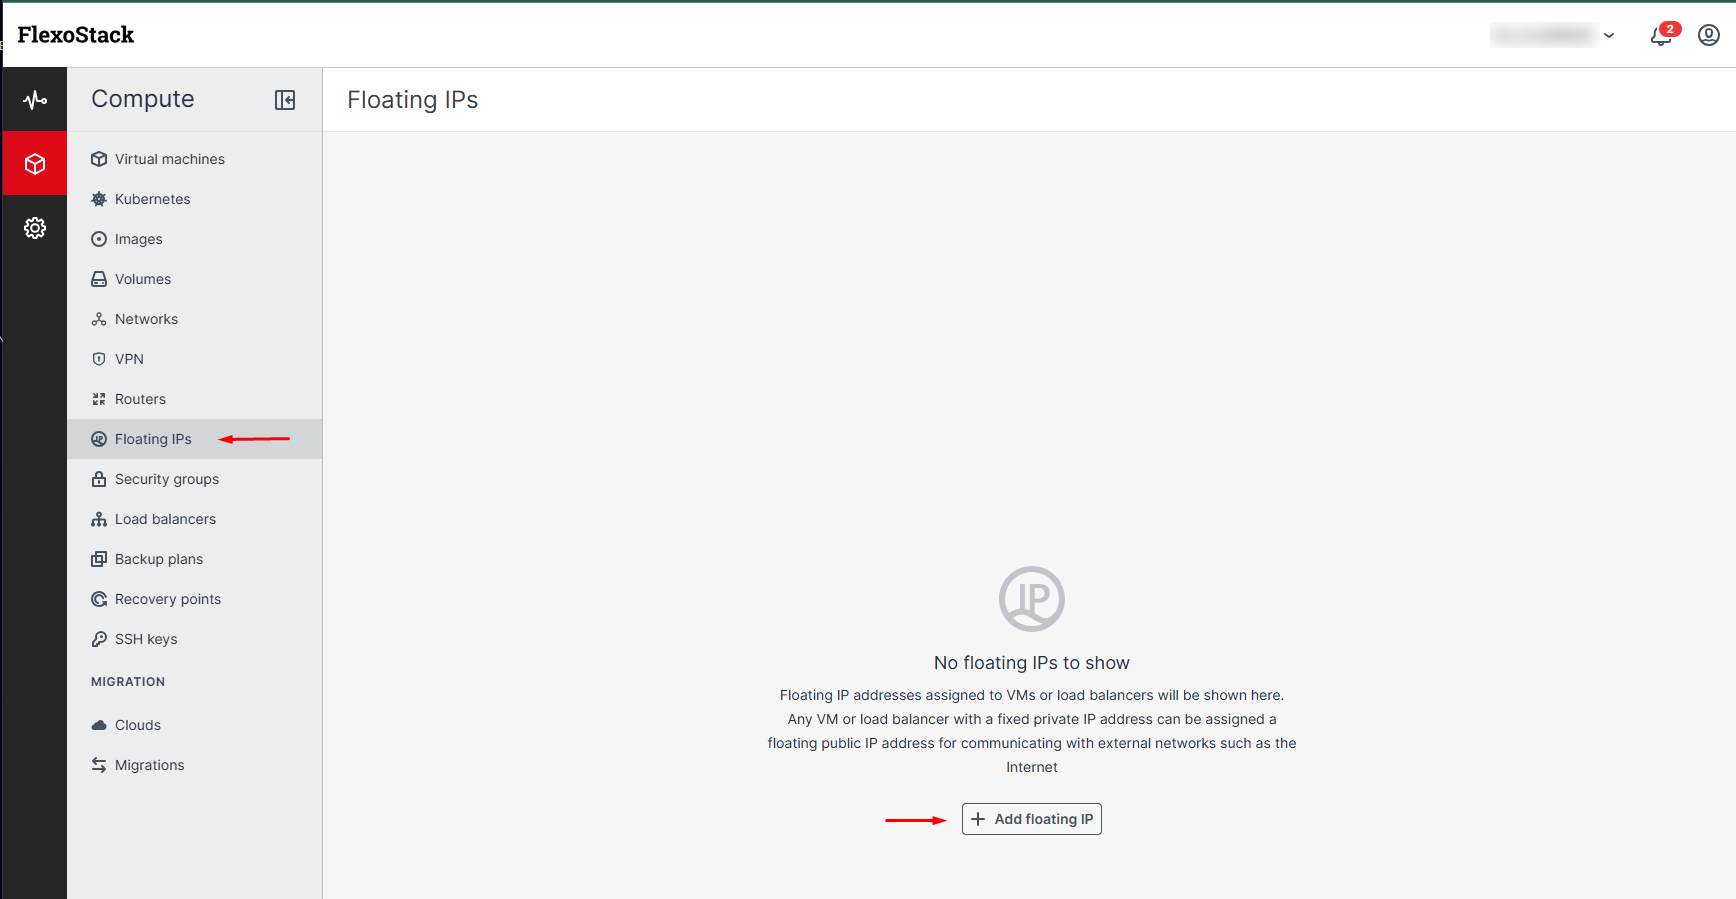 FlexoStack
2
Compute
Floating IPs
Virtual machines
Kubernetes
Images
Volumes
Networks
VPN
Routers
Floating IPs
Security groups
Load balancers
Backup plans
Recovery points
SSH keys
MIGRATION
Clouds
Migrations
IP
No floating IPs to show
Floating IP addresses assigned to VMs or load balancers will be shown here.
Any VM or load balancer with a fixed private IP address can be assigned a
floating public IP address for communicating with external networks such as the
Internet
Add floating IP